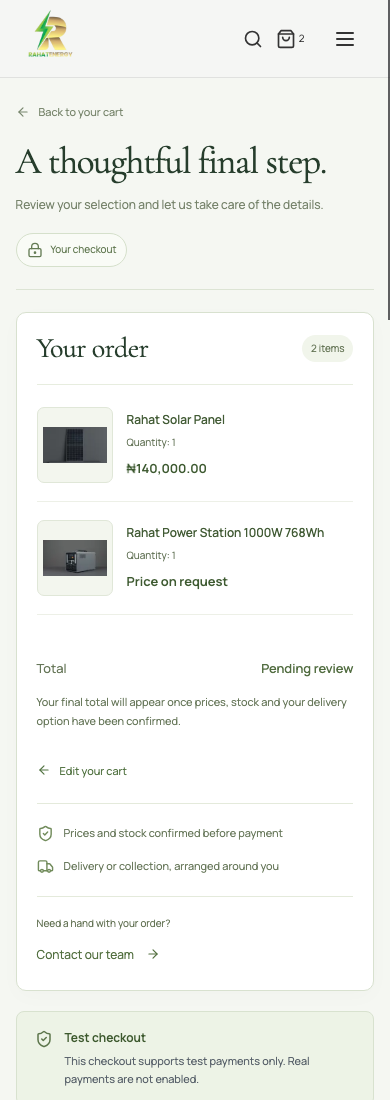 RAHATENERGY
2
Back to your cart
A thoughtful final step.
Review your selection and let us take care of the details.
Your checkout
Your order
2 items
Rahat Solar Panel
Quantity: 1
₦140,000.00
Rahat Power Station 1000W 768Wh
Quantity: 1
Price on request
Total
Pending review
Your final total will appear once prices, stock and your delivery
option have been confirmed.
Edit your cart
Prices and stock confirmed before payment
Delivery or collection, arranged around you
Need a hand with your order?
Contact our team
Test checkout
This checkout supports test payments only. Real
payments are not enabled.